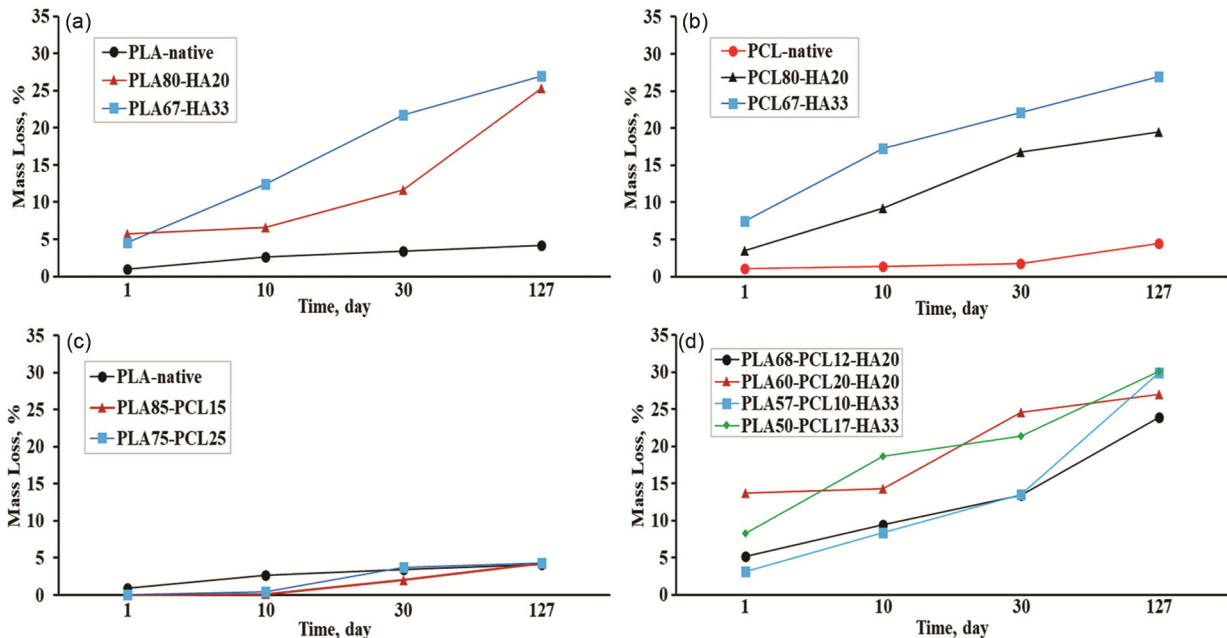 (a)
35
30
25
20
15
10
5
0
Mass Loss, %
PLA-native
PLA80-HA20
PLA67-HA33
1 10 30 127
Time, day
(b)
35
30
25
20
15
10
5
0
Mass Loss, %
PCL-native
PCL80-HA20
PCL67-HA33
1 10 30 127
Time, day
(c)
35
30
25
20
15
10
5
0
Mass Loss, %
PLA-native
PLA85-PCL15
PLA75-PCL25
1 10 30 127
Time, day
(d)
35
30
25
20
15
10
5
0
Mass Loss, %
PLA68-PCL12-HA20
PLA60-PCL20-HA20
PLA57-PCL10-HA33
PLA50-PCL17-HA33
1 10 30 127
Time, day